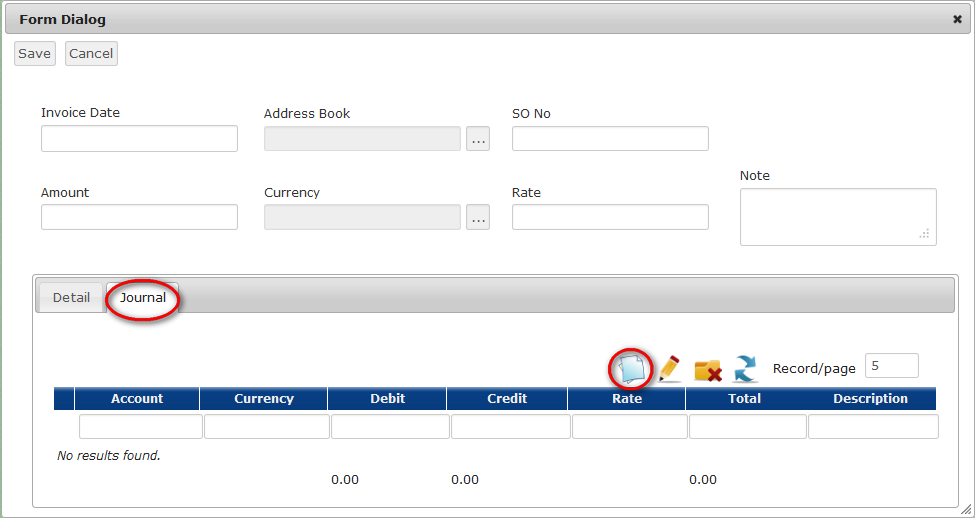 Form Dialog
Save Cancel
Invoice Date Address Book SO No
...
Amount Currency Rate Note
...
Detail Journal
Record/page 5
Account Currency Debit Credit Rate Total Description
No results found.
0.00 0.00 0.00